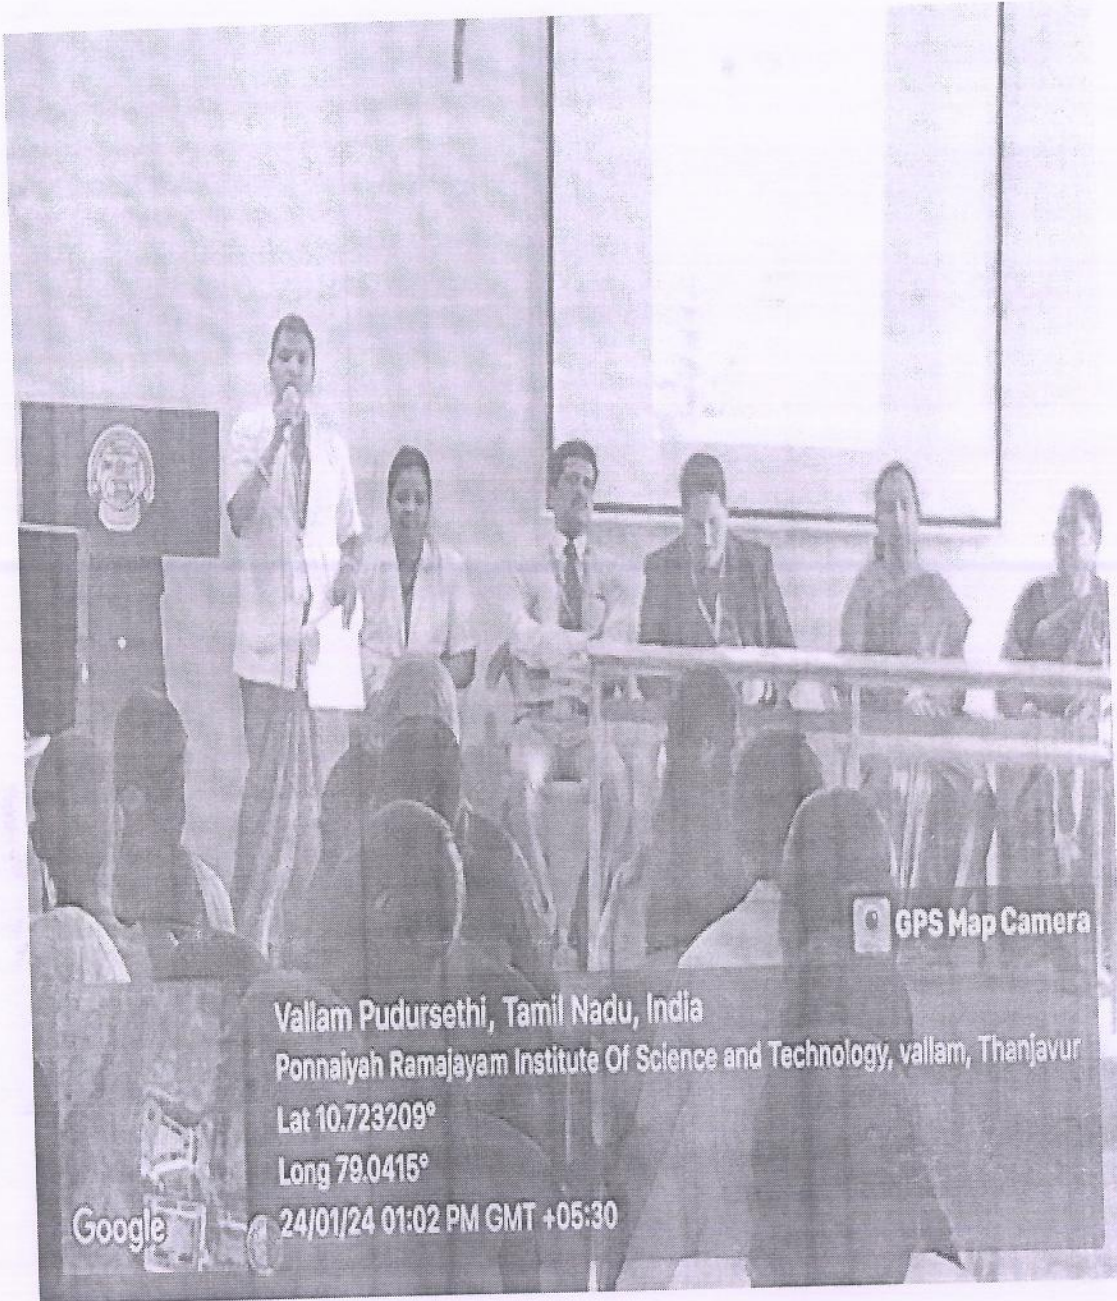 GPS Map Camera
Vallam Pudursethi, Tamil Nadu, India
Ponnaiyah Ramajayam Institute Of Science and Technology, vallam, Thanjavur
Lat 10.723209°
Long 79.0415°
24/01/24 01:02 PM GMT +05:30
Google